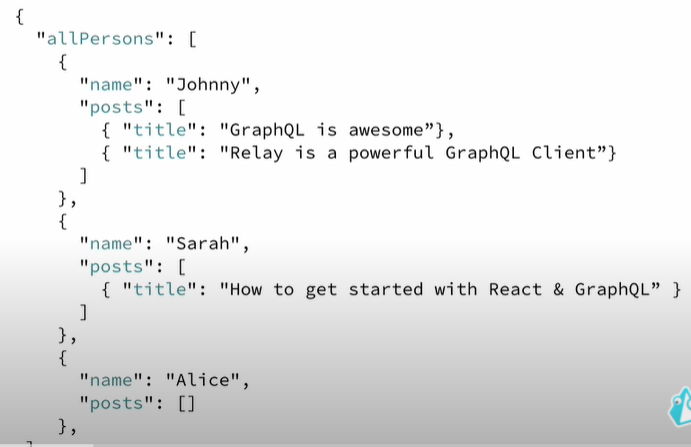 {
"allPersons": [
{
"name": "Johnny",
"posts": [
{ "title": "GraphQL is awesome”},
{ "title": "Relay is a powerful GraphQL Client”}
]
},
{
"name": "Sarah",
"posts": [
{ "title": "How to get started with React & GraphQL” }
]
},
{
"name": "Alice",
"posts": []
},
]